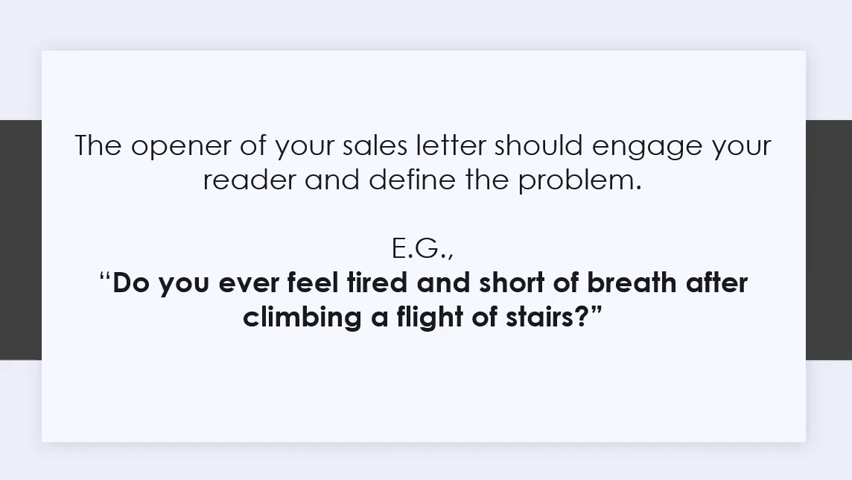 The opener of your sales letter should engage your
reader and define the problem.
E.G.,
“Do you ever feel tired and short of breath after
climbing a flight of stairs?”